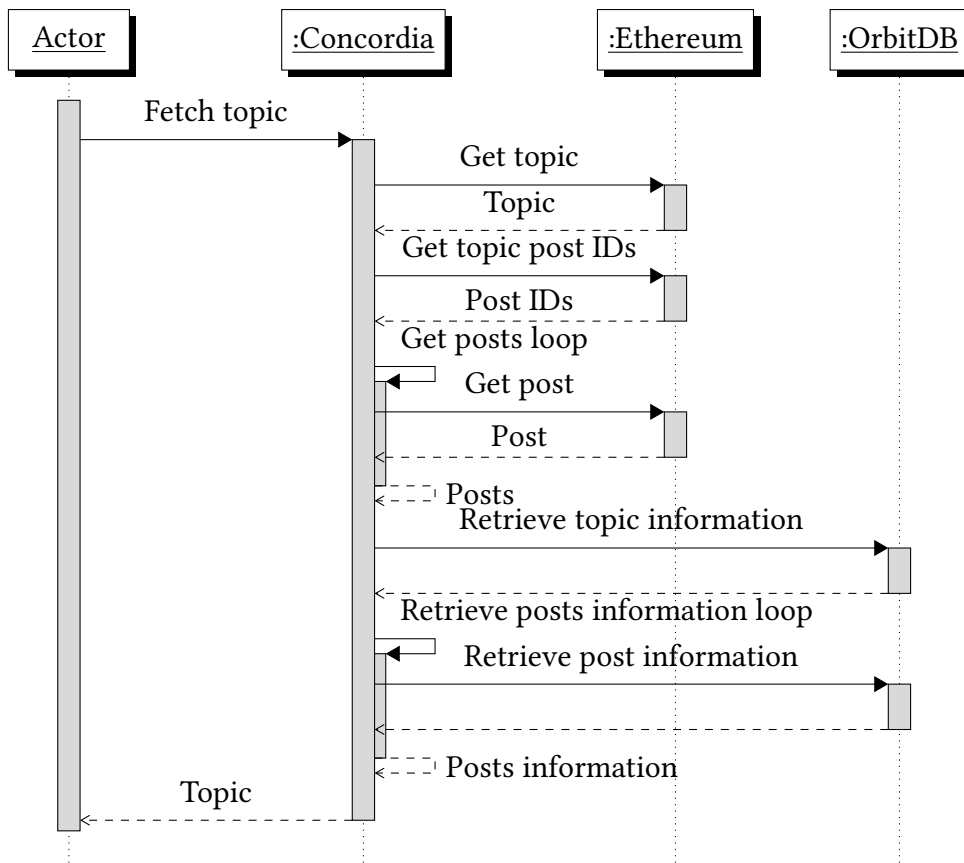 Actor
:Concordia
:Ethereum
:OrbitDB
Fetch topic
Get topic
Topic
Get topic post IDs
Post IDs
Get posts loop
Get post
Post
Posts
Retrieve topic information
Retrieve posts information loop
Retrieve post information
Posts information
Topic